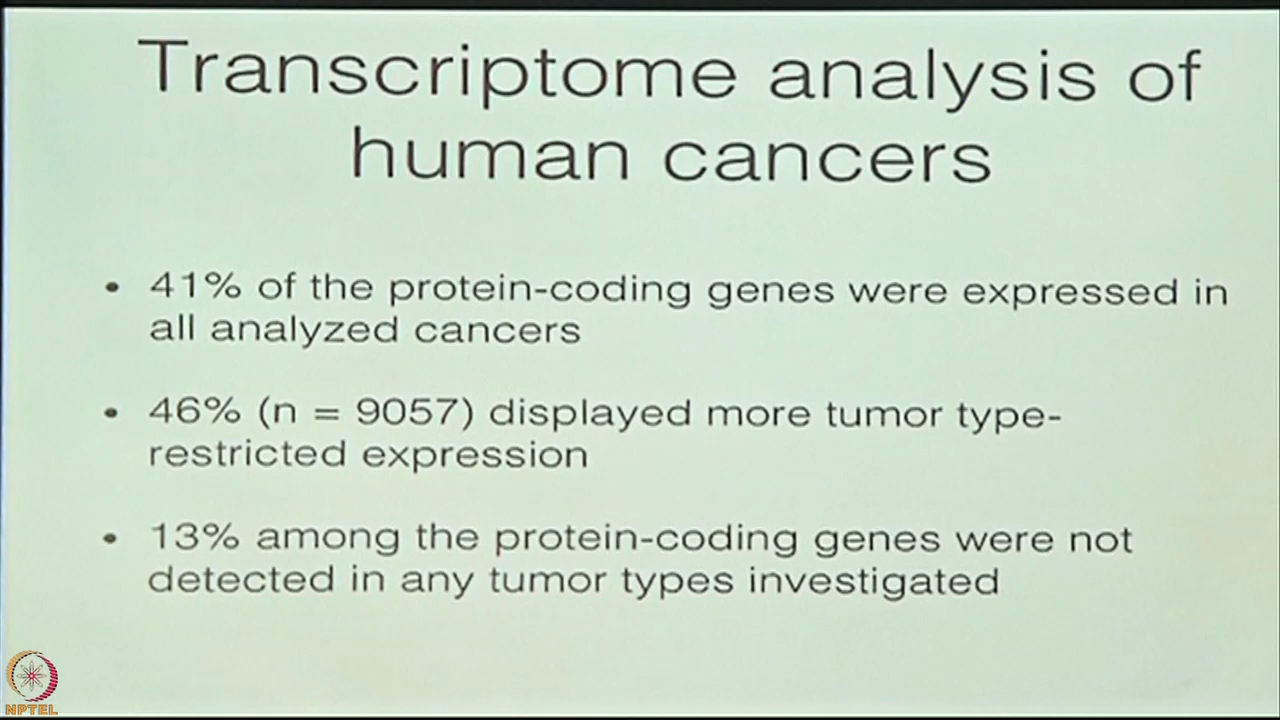 Transcriptome analysis of
human cancers
• 41% of the protein-coding genes were expressed in
all analyzed cancers
• 46% (n = 9057) displayed more tumor type-
restricted expression
• 13% among the protein-coding genes were not
detected in any tumor types investigated
NPTEL